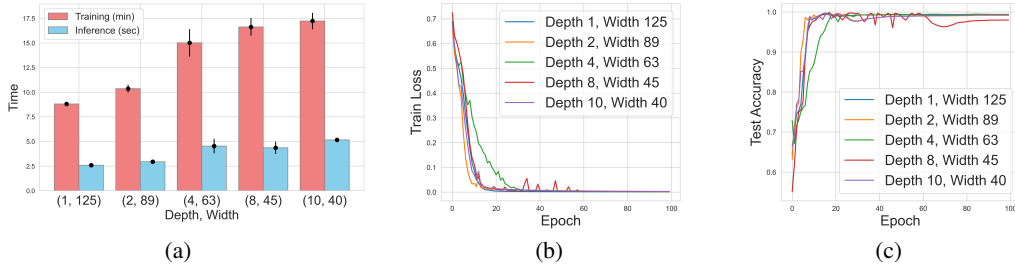 Training (min)
Inference (sec)
Time
17.5
15.0
12.5
10.0
7.5
5.0
2.5
0.0
(1, 125)
(2, 89)
(4, 63)
(8, 45)
(10, 40)
Depth, Width
(a)
Train Loss
0.7
0.6
0.5
0.4
0.3
0.2
0.1
0.0
Depth 1, Width 125
Depth 2, Width 89
Depth 4, Width 63
Depth 8, Width 45
Depth 10, Width 40
0
20
40
60
80
100
Epoch
(b)
Test Accuracy
1.0
0.9
0.8
0.7
0.6
Depth 1, Width 125
Depth 2, Width 89
Depth 4, Width 63
Depth 8, Width 45
Depth 10, Width 40
0
20
40
60
80
100
Epoch
(c)